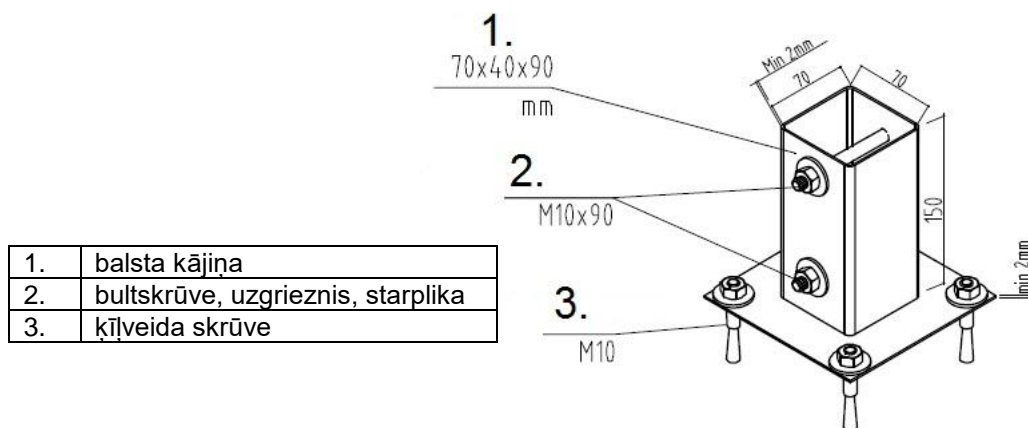 1.
70x40x90
mm
Min 2mm
70
70
2.
M10x90
150
1. balsta kājiņa
2. bultskrūve, uzgrieznis, starplika
3. ķīļveida skrūve
min 2mm
3.
M10